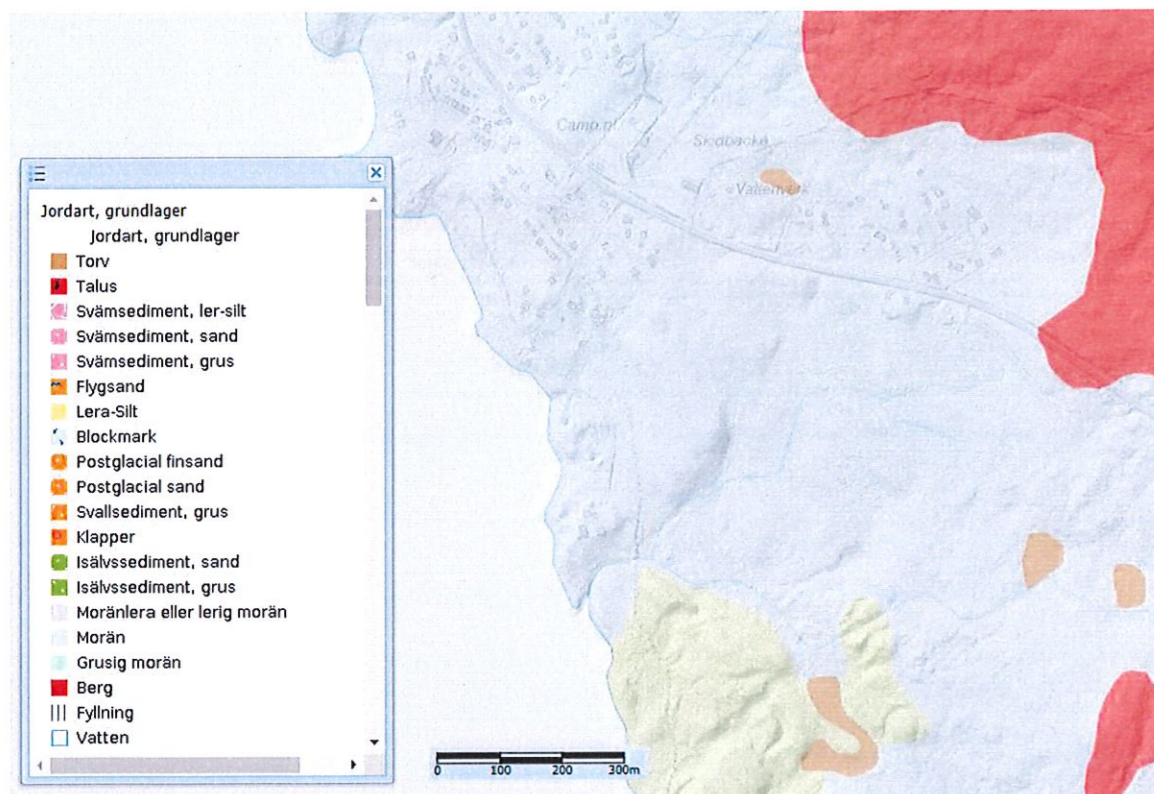 Camp.pl
Jordart, grundlager
Jordart, grundlager
Torv
Talus
Svämsediment, ler-silt
Svämsediment, sand
Svämsediment, grus
Flygsand
Lera-Silt
Blockmark
Postglacial finsand
Postglacial sand
Svallsediment, grus
Klapper
Isälvssediment, sand
Isälvssediment, grus
Moränlera eller lerig morän
Morän
Grusig morän
Berg
Fyllning
Vatten
0 100 200 300m